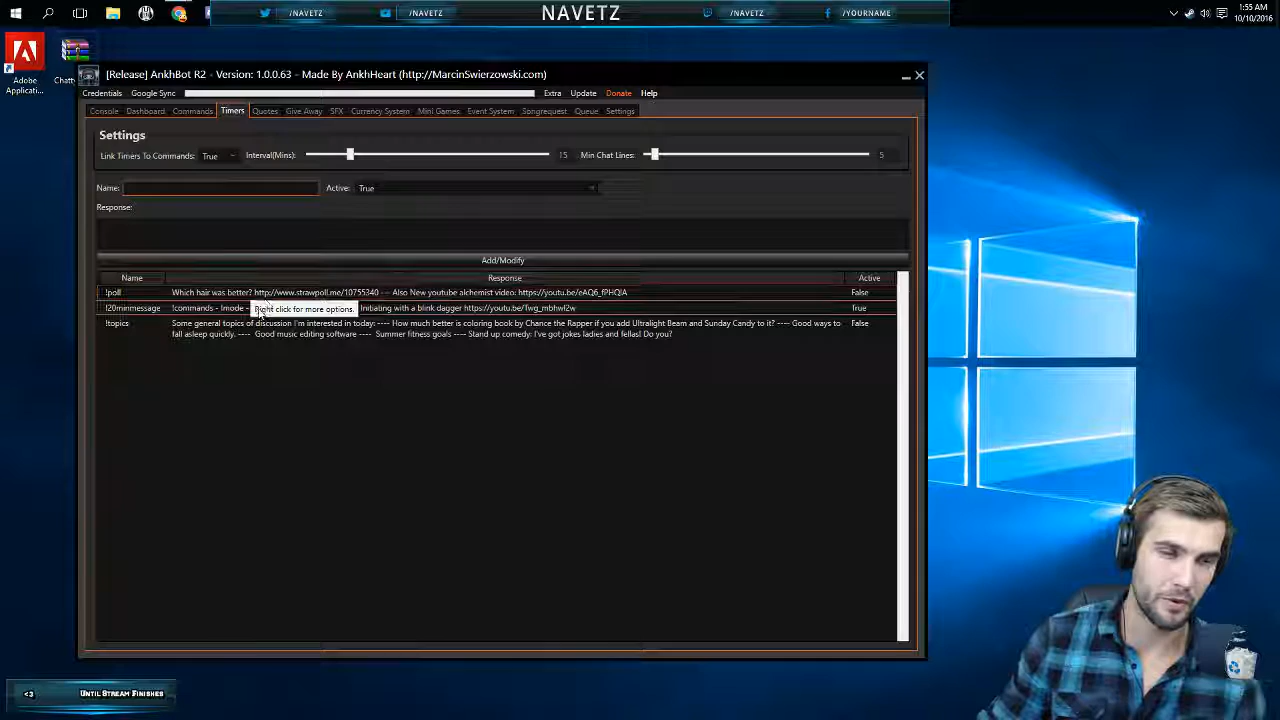 /NAVETZ /NAVETZ NAVETZ /NAVETZ /YOURNAME
1:55 AM
10/10/2016
Adobe
Applicati...
Chatty
[Release] AnkhBot R2 - Version: 1.0.0.63 - Made By AnkhHeart (http://MarcinSwierzowski.com)
Credentials Google Sync Extra Update Donate Help
Console Dashboard Commands Timers Quotes Give Away SFX Currency System Mini Games Event System Songrequest Queue Settings
Settings
Link Timers To Commands: True Interval(Mins): 15 Min Chat Lines: 5
Name: Active: True
Response:
Add/Modify
Name Response Active
!poll Which hair was better? http://www.strawpoll.me/10755340 --- Also New youtube alchemist video: False
!20minmessage !commands - !mode - Initiating with a blink dagger True
Right click for more options.
!topics Some general topics of discussion I'm interested in today: ---- How much better is coloring book by Chance the Rapper if you add Ultralight Beam and Sunday Candy to it? ---- Good ways to False
fall asleep quickly. ---- Good music editing software ---- Summer fitness goals ---- Stand up comedy: I've got jokes ladies and fellas! Do you?
<3 UNTIL STREAM FINISHES